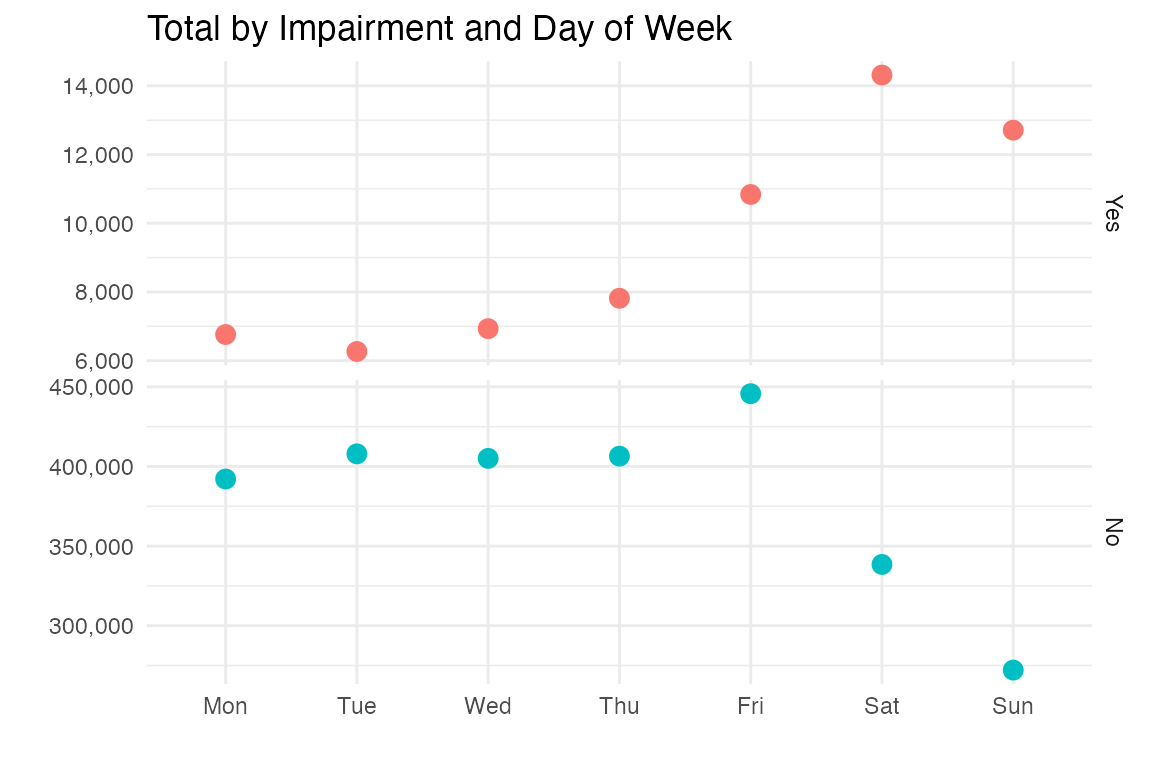 Total by Impairment and Day of Week
14,000
12,000
10,000
8,000
6,000
Yes
450,000
400,000
350,000
300,000
No
Mon Tue Wed Thu Fri Sat Sun